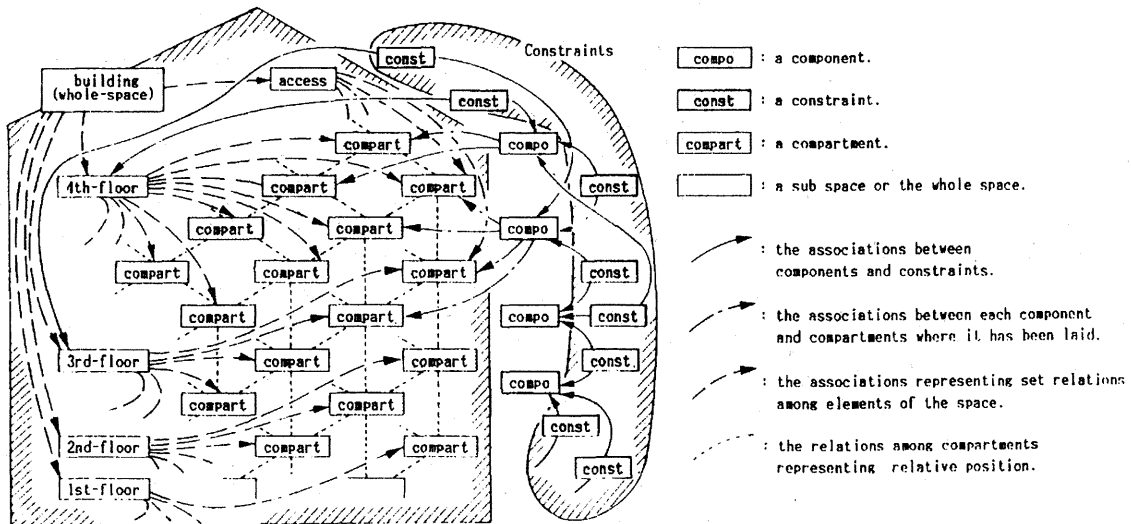 Constraints
const
building
(whole-space)
access
const
compart
compo
4th-floor
compart
compart
const
compart
compart
compo
compart
compart
compart
const
compart
compart
compo
const
3rd-floor
compart
compart
const
compart
compart
compo
2nd-floor
compart
compart
const
const
1st-floor
compo : a component.
const : a constraint.
compart : a compartment.
: a sub space or the whole space.
: the associations between
components and constraints.
: the associations between each component
and compartments where it has been laid.
: the associations representing set relations
among elements of the space.
: the relations among compartments
representing relative position.